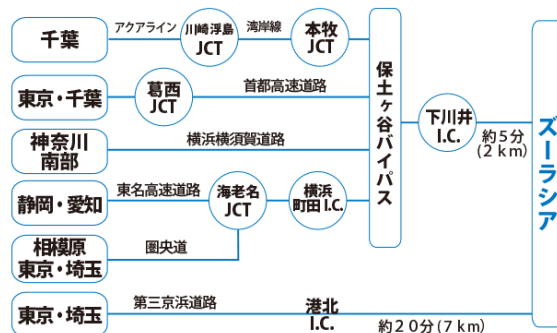 千葉
アクアライン
川崎浮島
JCT
湾岸線
本牧
JCT
東京・千葉
葛西
JCT
首都高速道路
神奈川
南部
横浜横須賀道路
静岡・愛知
東名高速道路
海老名
JCT
横浜
町田 I.C.
相模原
東京・埼玉
圏央道
保土ヶ谷バイパス
下川井
I.C.
約5分
(2 km)
東京・埼玉
第三京浜道路
港北
I.C.
約20分(7 km)
ズーラシア